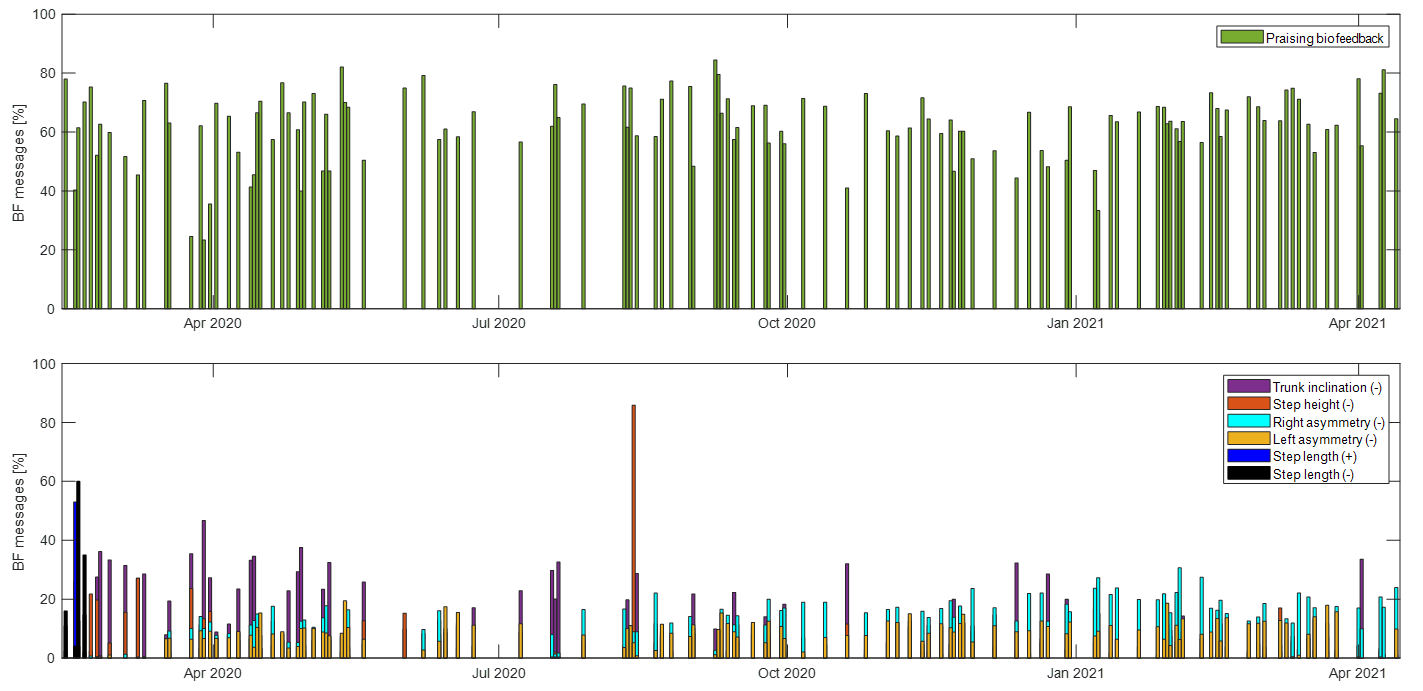 100
80
60
40
20
0
BF messages [%]
Praising biofeedback
Apr 2020 Jul 2020 Oct 2020 Jan 2021 Apr 2021
100
80
60
40
20
0
BF messages [%]
Trunk inclination (-)
Step height (-)
Right asymmetry (-)
Left asymmetry (-)
Step length (+)
Step length (-)
Apr 2020 Jul 2020 Oct 2020 Jan 2021 Apr 2021